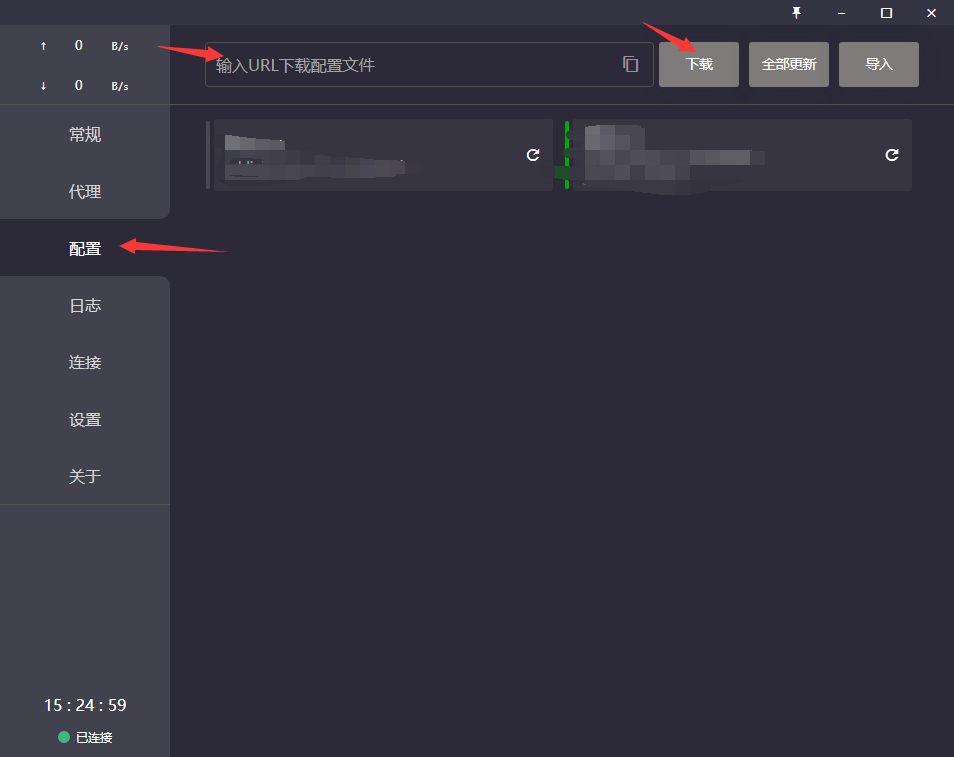 ↑ 0 B/s
↓ 0 B/s
输入URL下载配置文件
下载
全部更新
导入
常规
代理
配置
日志
连接
设置
关于
15 : 24 : 59
已连接